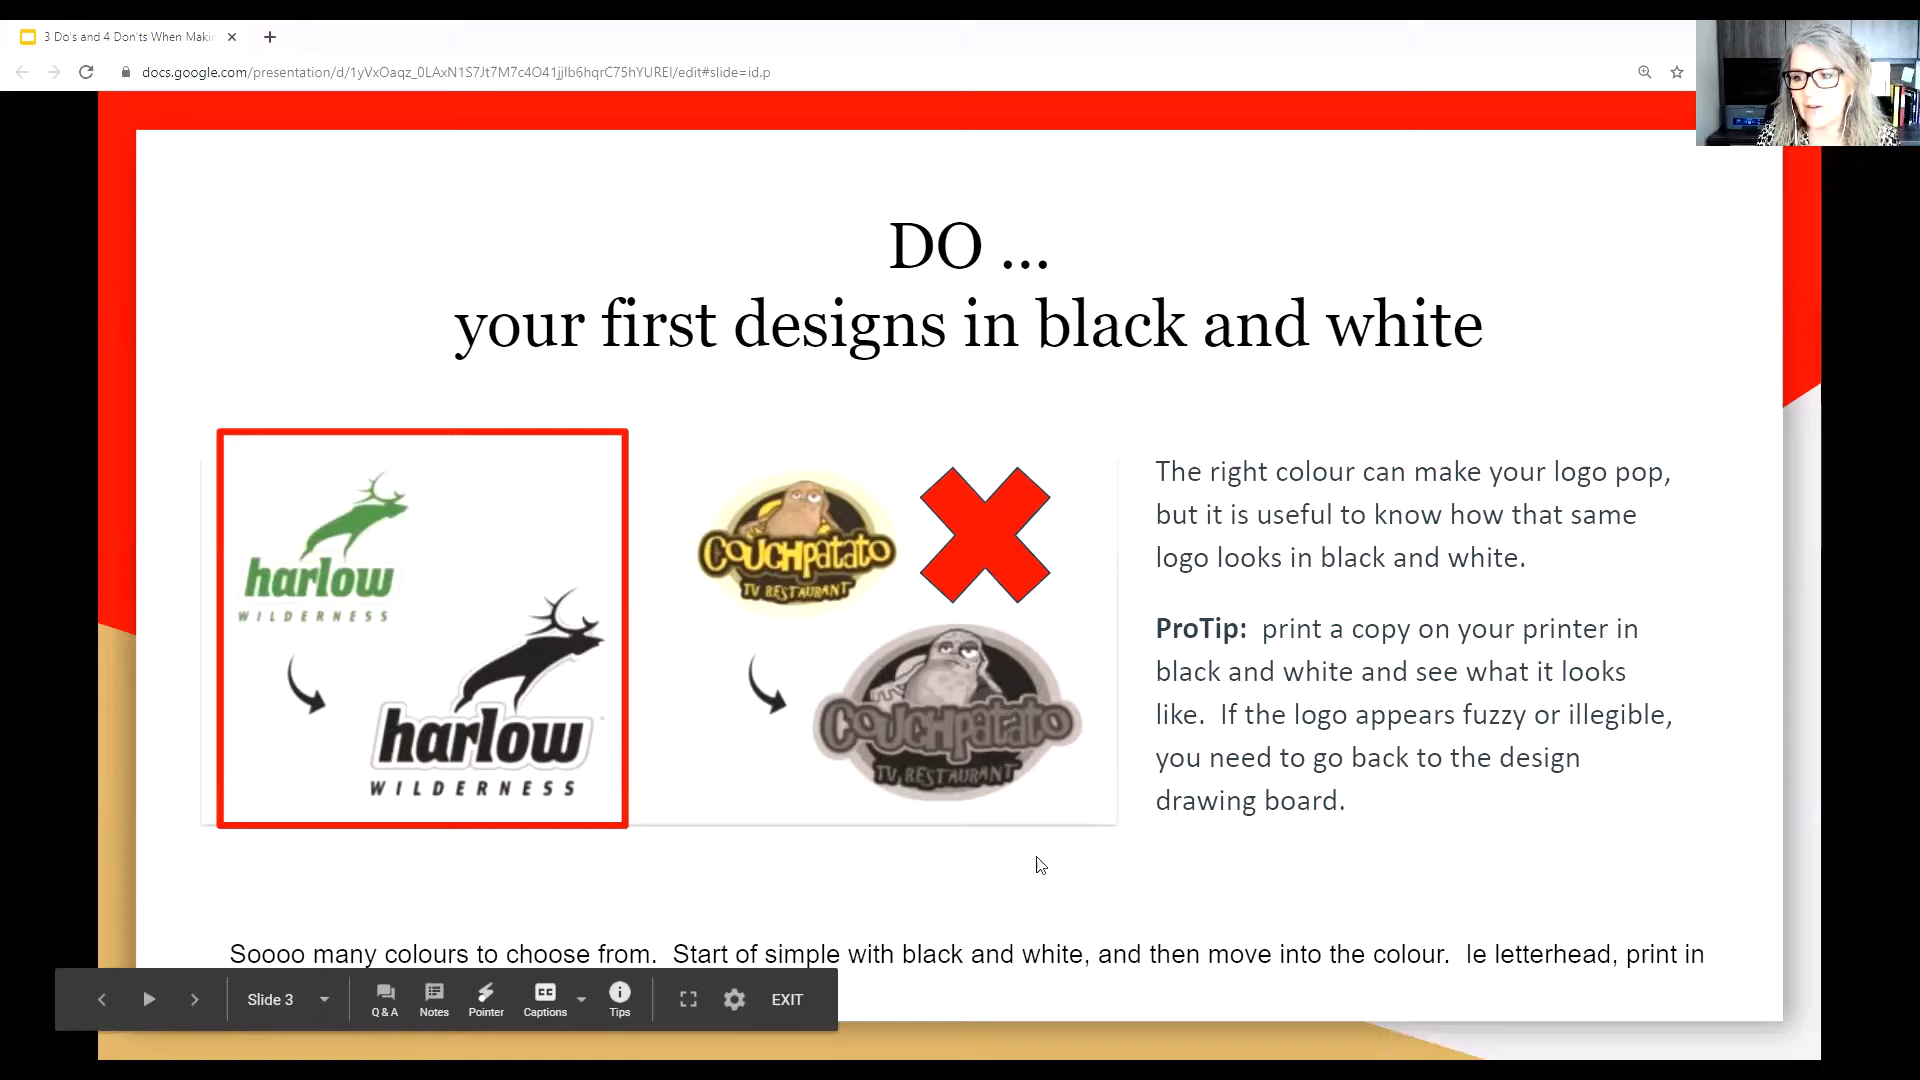 3 Do's and 4 Don'ts When Makin
docs.google.com/presentation/d/1yVxOaqz_0LAxN1S7Jt7M7c4O41jjIb6hqrC75hYUREI/edit#slide=id.p
DO ...
your first designs in black and white
harlow
WILDERNESS
harlow
WILDERNESS
CouchPatato
TV RESTAURANT
CouchPatato
TV RESTAURANT
The right colour can make your logo pop,
but it is useful to know how that same
logo looks in black and white.
ProTip: print a copy on your printer in
black and white and see what it looks
like. If the logo appears fuzzy or illegible,
you need to go back to the design
drawing board.
Soooo many colours to choose from. Start of simple with black and white, and then move into the colour. Ie letterhead, print in
Slide 3
Q & A
Notes
Pointer
CC
Captions
Tips
EXIT